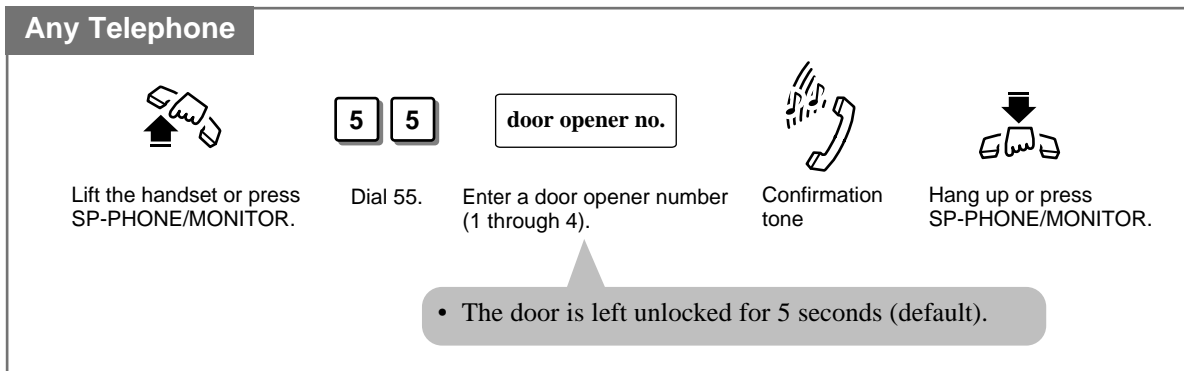 Any Telephone
5 5
door opener no.
Lift the handset or press
SP-PHONE/MONITOR.
Dial 55.
Enter a door opener number
(1 through 4).
Confirmation
tone
Hang up or press
SP-PHONE/MONITOR.
• The door is left unlocked for 5 seconds (default).